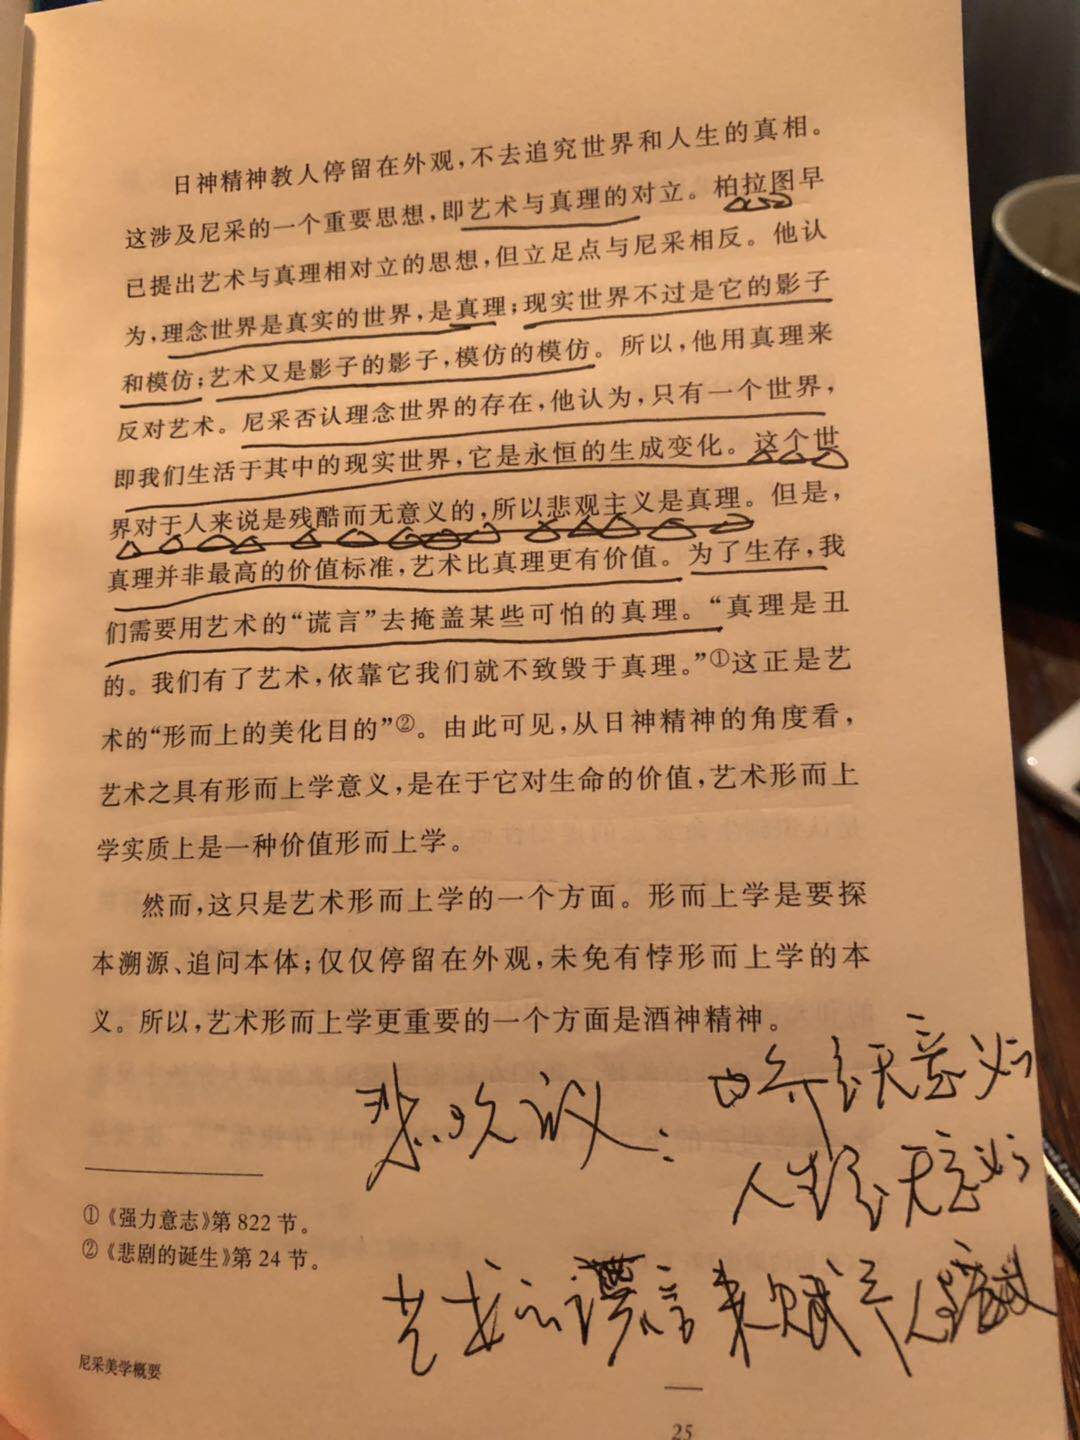 日神精神教人停留在外观，不去追究世界和人生的真相。
这涉及尼采的一个重要思想，即艺术与真理的对立。柏拉图早
已提出艺术与真理相对立的思想，但立足点与尼采相反。他认
为，理念世界是真实的世界，是真理；现实世界不过是它的影子
和模仿；艺术又是影子的影子，模仿的模仿。所以，他用真理来
反对艺术。尼采否认理念世界的存在，他认为，只有一个世界，
即我们生活于其中的现实世界，它是永恒的生成变化。这个世
界对于人来说是残酷而无意义的，所以悲观主义是真理。但是，
真理并非最高的价值标准，艺术比真理更有价值。为了生存，我
们需要用艺术的“谎言”去掩盖某些可怕的真理。“真理是丑
的。我们有了艺术，依靠它我们就不致毁于真理。”①这正是艺
术的“形而上的美化目的”②。由此可见，从日神精神的角度看，
艺术之具有形而上学意义，是在于它对生命的价值，艺术形而上
学实质上是一种价值形而上学。
然而，这只是艺术形而上学的一个方面。形而上学是要探
本溯源、追问本体；仅仅停留在外观，未免有悖形而上学的本
义。所以，艺术形而上学更重要的一个方面是酒神精神。
悲观议：
无意义
人生 无意义
艺术 谎言来赋予人生
①《强力意志》第 822 节。
②《悲剧的诞生》第 24 节。
尼采美学概要
25